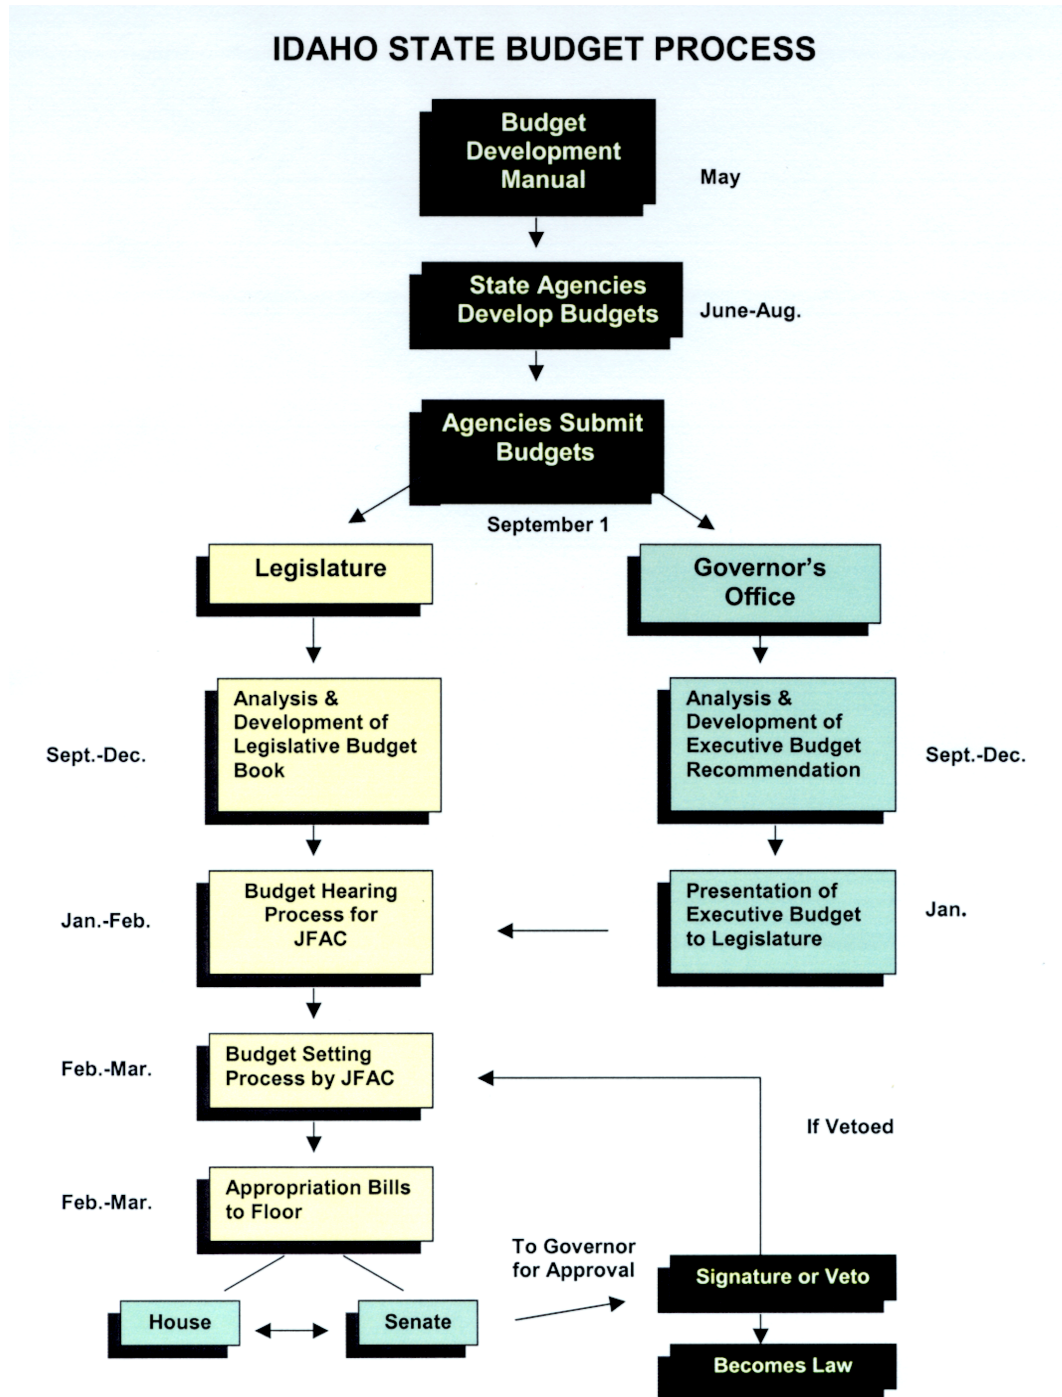 IDAHO STATE BUDGET PROCESS
Budget
Development
Manual
May
State Agencies
Develop Budgets
June-Aug.
Agencies Submit
Budgets
September 1
Legislature
Governor's
Office
Sept.-Dec.
Analysis &
Development of
Legislative Budget
Book
Analysis &
Development of
Executive Budget
Recommendation
Sept.-Dec.
Jan.-Feb.
Budget Hearing
Process for
JFAC
Presentation of
Executive Budget
to Legislature
Jan.
Feb.-Mar.
Budget Setting
Process by JFAC
If Vetoed
Feb.-Mar.
Appropriation Bills
to Floor
To Governor
for Approval
Signature or Veto
House
Senate
Becomes Law